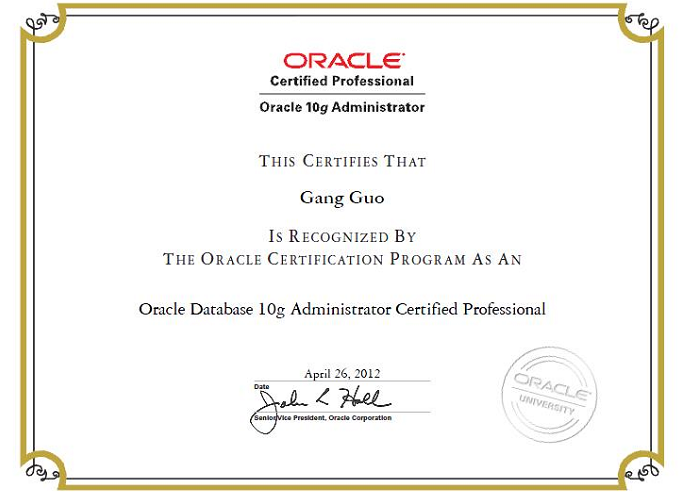 ORACLE
Certified Professional
Oracle 10g Administrator
THIS CERTIFIES THAT
Gang Guo
IS RECOGNIZED BY
THE ORACLE CERTIFICATION PROGRAM AS AN
Oracle Database 10g Administrator Certified Professional
April 26, 2012
Date
John L Hall
Senior Vice President, Oracle Corporation
ORACLE
UNIVERSITY